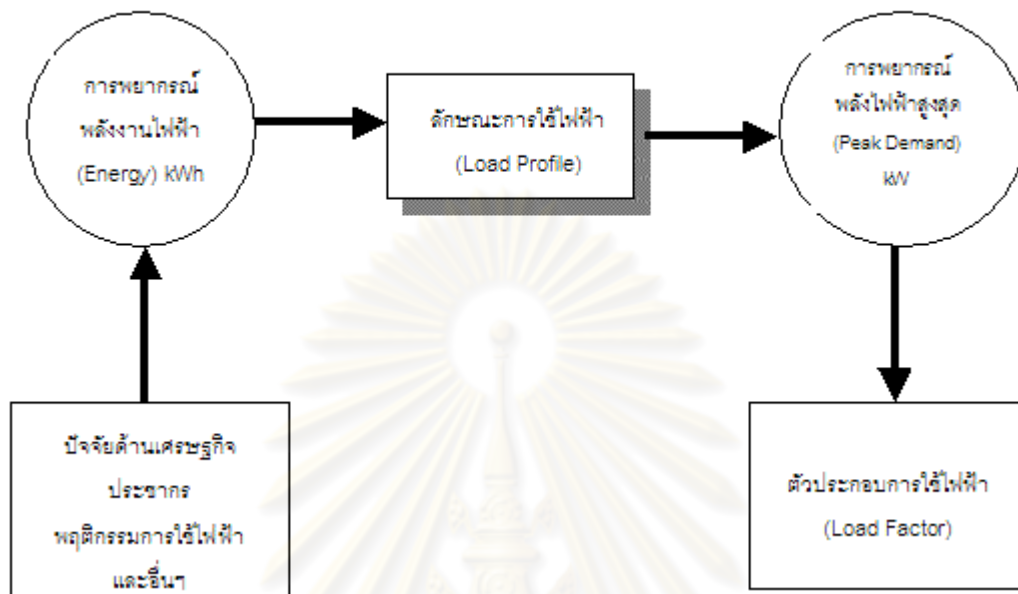 การพยากรณ์
พลังงานไฟฟ้า
(Energy) kWh
ลักษณะการใช้ไฟฟ้า
(Load Profile)
การพยากรณ์
พลังไฟฟ้าสูงสุด
(Peak Demand)
kW
ปัจจัยด้านเศรษฐกิจ
ประชากร
พฤติกรรมการใช้ไฟฟ้า
และอื่นๆ
ตัวประกอบการใช้ไฟฟ้า
(Load Factor)